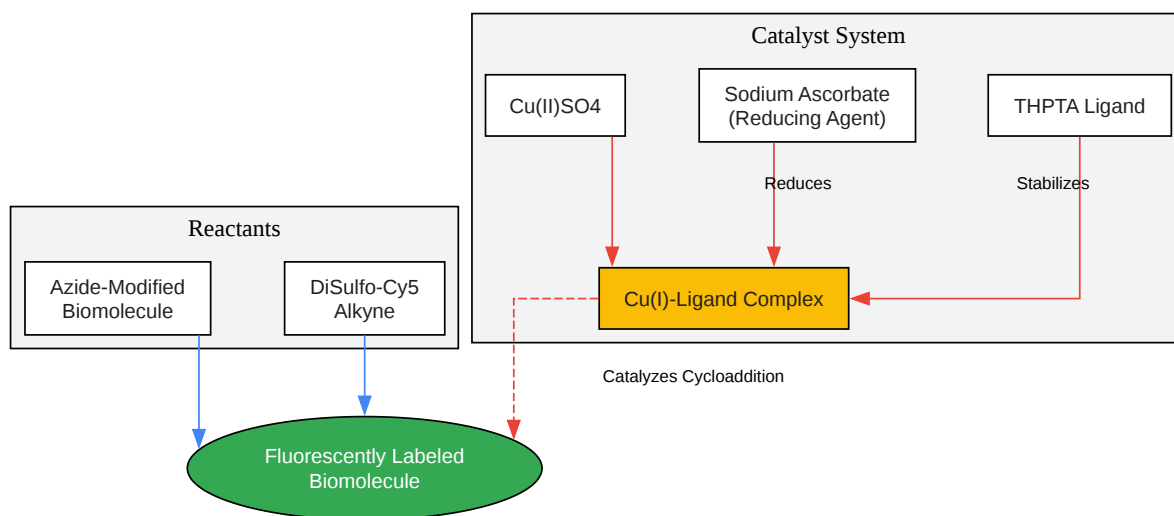 Catalyst System
Cu(II)SO4
Sodium Ascorbate
(Reducing Agent)
THPTA Ligand
Reduces
Stabilizes
Reactants
Azide-Modified
Biomolecule
DiSulfo-Cy5
Alkyne
Cu(I)-Ligand Complex
Catalyzes Cycloaddition
Fluorescently Labeled
Biomolecule